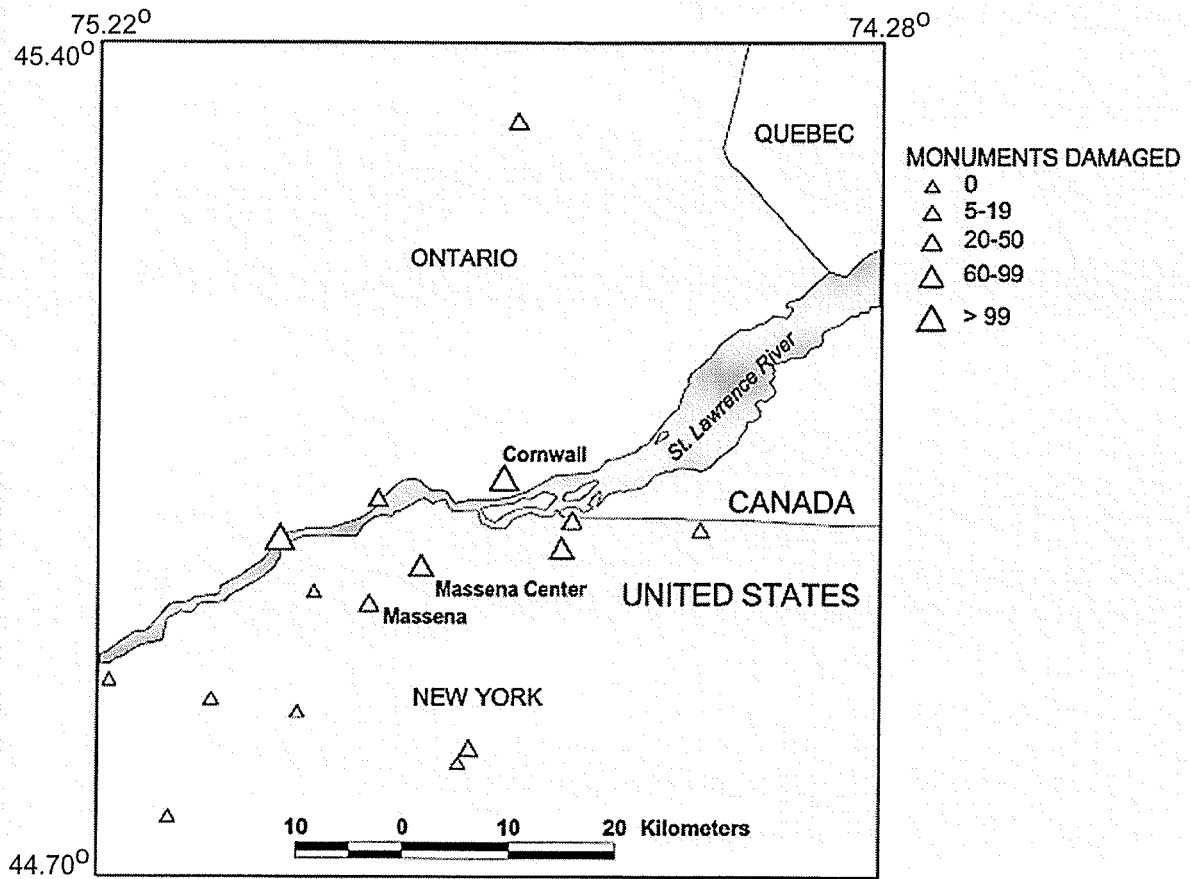 75.22°
74.28°
45.40°
QUEBEC
MONUMENTS DAMAGED
0
5-19
20-50
60-99
> 99
ONTARIO
St. Lawrence River
Cornwall
CANADA
Massena Center
UNITED STATES
Massena
NEW YORK
10 0 10 20 Kilometers
44.70°